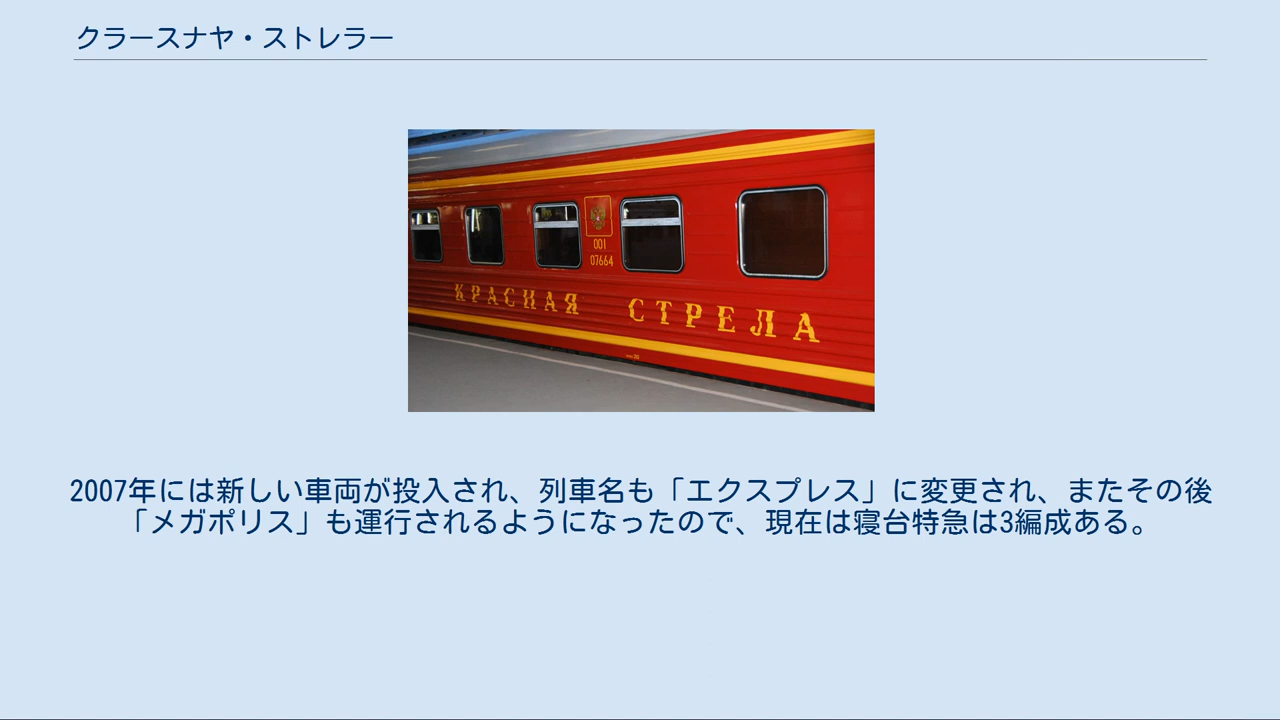 クラースナヤ・ストレラー
001
07664
КРАСНАЯ СТРЕЛА
2007年には新しい車両が投入され、列車名も「エクスプレス」に変更され、またその後
「メガポリス」も運行されるようになったので、現在は寝台特急は3編成ある。